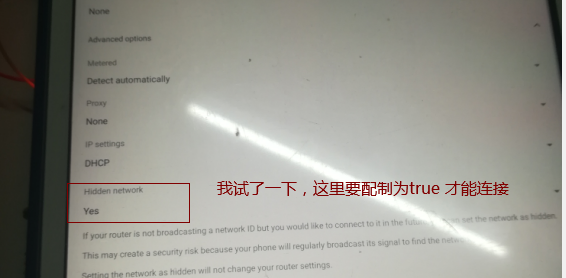 None
Advanced options
Metered
Detect automatically
Proxy
None
IP settings
DHCP
Hidden network
我试了一下，这里要配制为true 才能连接
Yes
If your router is not broadcasting a network ID but you would like to connect to it in the future, set the network as hidden.
This may create a security risk because your phone will regularly broadcast its signal to find the
Setting the network as hidden will not change your router settings.